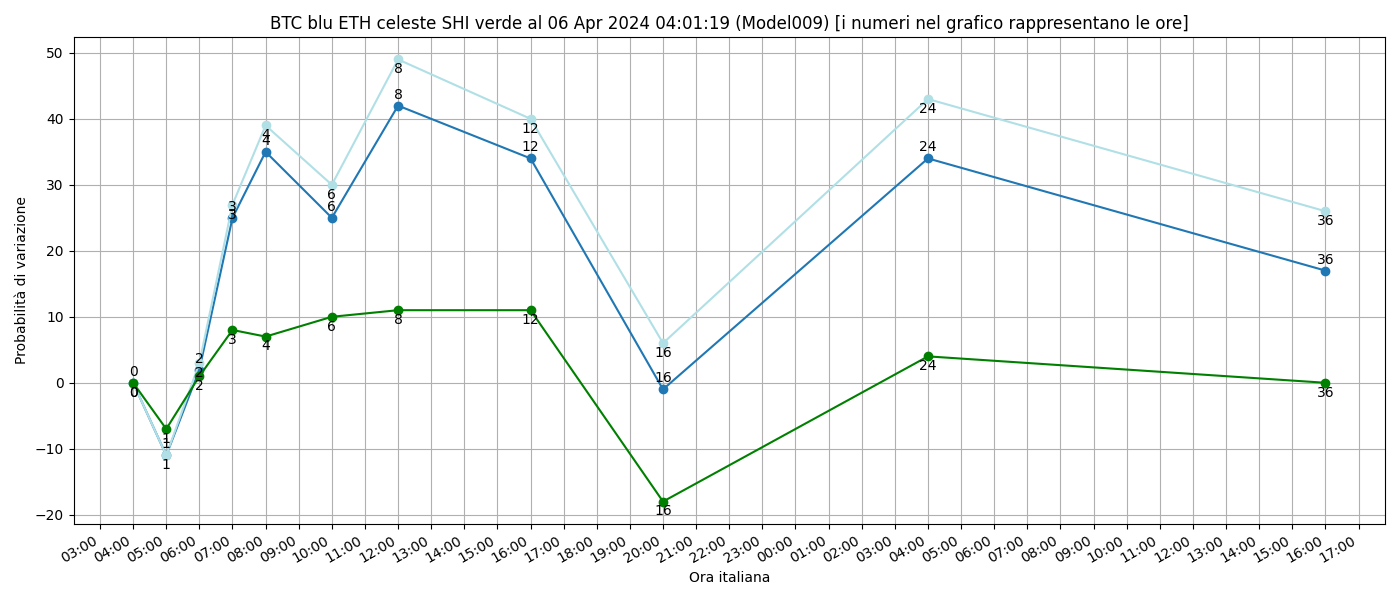 BTC blu ETH celeste SHI verde al 06 Apr 2024 04:01:19 (Model009) [i numeri nel grafico rappresentano le ore]
Probabilità di variazione
50
40
30
20
10
0
−10
−20
0 1 2 3 4 6 8 12 16 24 36
0 1 2 3 4 6 8 12 16 24 36
0 1 2 3 4 6 8 12 16 24 36
03:00 04:00 05:00 06:00 07:00 08:00 09:00 10:00 11:00 12:00 13:00 14:00 15:00 16:00 17:00 18:00 19:00 20:00 21:00 22:00 23:00 00:00 01:00 02:00 03:00 04:00 05:00 06:00 07:00 08:00 09:00 10:00 11:00 12:00 13:00 14:00 15:00 16:00 17:00
Ora italiana